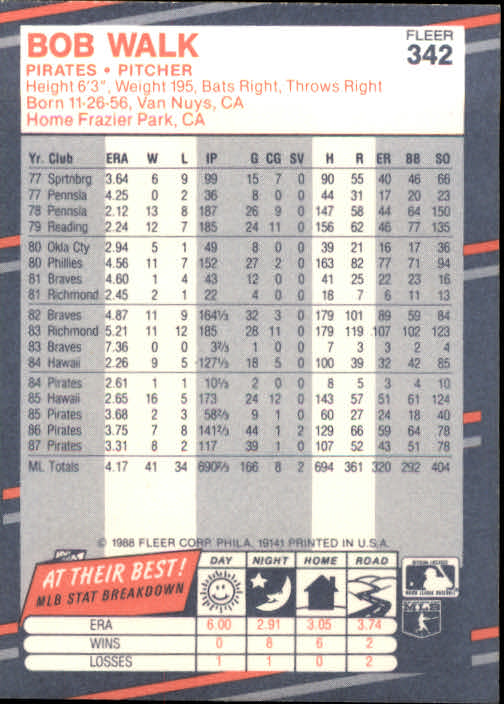 BOB WALK
FLEER
342
PIRATES • PITCHER
Height 6'3", Weight 195, Bats Right, Throws Right
Born 11-26-56, Van Nuys, CA
Home Frazier Park, CA
Yr. Club ERA W L IP G CG SV H R ER BB SO
77 Sprtnbrg 3.64 6 9 99 15 7 0 90 55 40 46 66
77 Pennsla 4.25 0 2 36 8 0 0 44 31 17 20 23
78 Pennsla 2.12 13 8 187 26 9 0 147 58 44 64 150
79 Reading 2.24 12 7 185 24 11 0 156 62 46 77 135
80 Okla Cty 2.94 5 1 49 8 0 0 39 21 16 17 36
80 Phillies 4.56 11 7 152 27 2 0 163 82 77 71 94
81 Braves 4.60 1 4 43 12 0 0 41 25 22 23 16
81 Richmond 2.45 2 1 22 4 0 0 18 7 6 11 13
82 Braves 4.87 11 9 164⅓ 32 3 0 179 101 89 59 84
83 Richmond 5.21 11 12 185 28 11 0 179 119 107 102 123
83 Braves 7.36 0 0 3⅔ 1 0 0 7 3 3 2 4
84 Hawaii 2.26 9 5 127⅓ 18 5 0 100 39 32 42 85
84 Pirates 2.61 1 1 10⅓ 2 0 0 8 5 3 4 10
85 Hawaii 2.65 16 5 173 24 12 0 143 57 51 61 124
85 Pirates 3.68 2 3 58⅔ 9 1 0 60 27 24 18 40
86 Pirates 3.75 7 8 141⅔ 44 1 2 129 66 59 64 78
87 Pirates 3.31 8 2 117 39 1 0 107 52 43 51 78
ML Totals 4.17 41 34 690⅔ 166 8 2 694 361 320 292 404
© 1988 FLEER CORP. PHILA. 19141 PRINTED IN U.S.A.
AT THEIR BEST!
MLB STAT BREAKDOWN
DAY NIGHT HOME ROAD
ERA 6.00 2.91 3.05 3.74
WINS 0 8 6 2
LOSSES 1 1 0 2
MLB